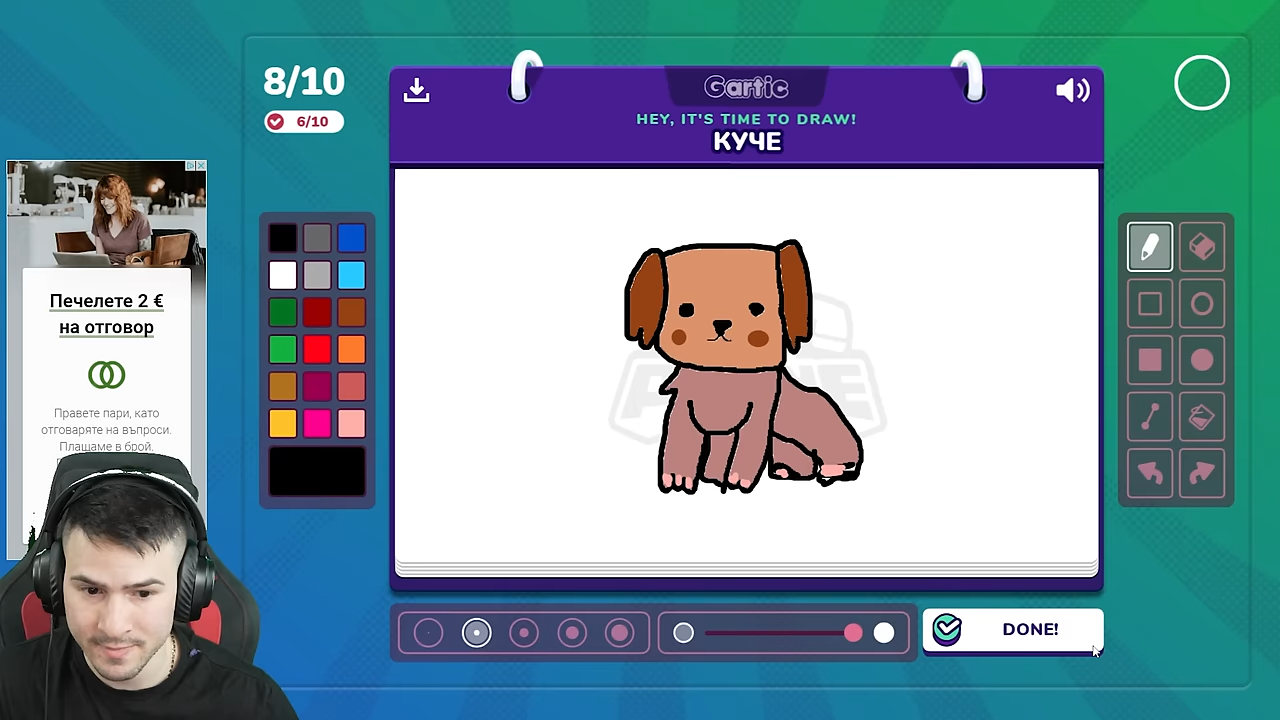 8/10
6/10
Gartic
HEY, IT'S TIME TO DRAW!
КУЧЕ
Печелете 2 €
на отговор
Правете пари, като
отговаряте на въпроси.
Плащаме в брой.
DONE!